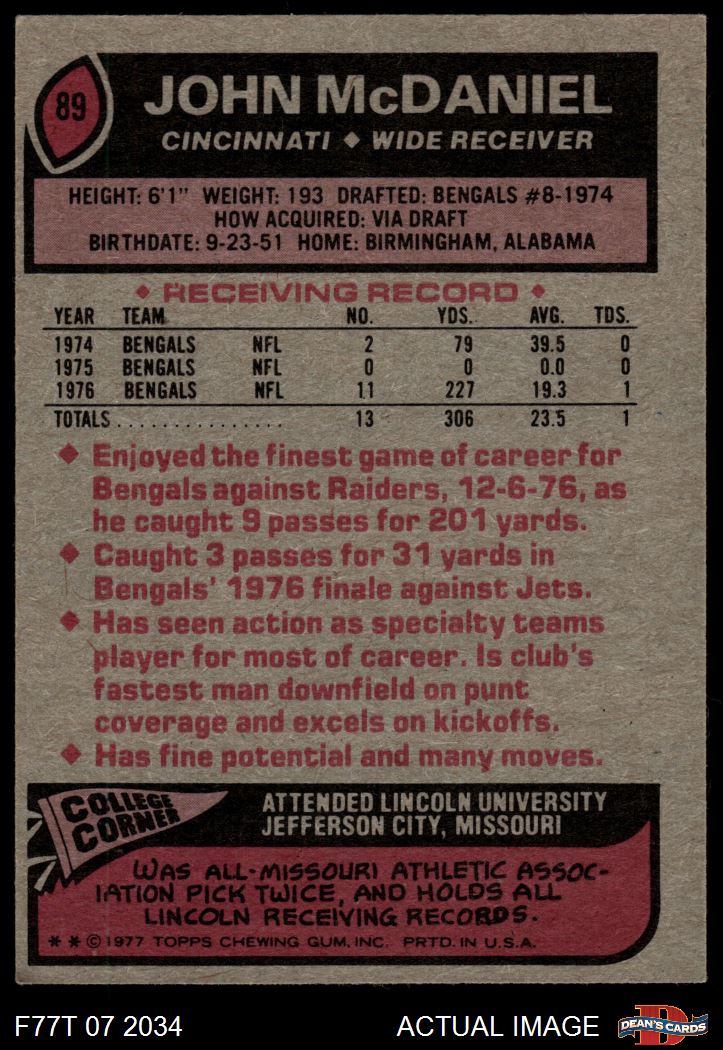 89
JOHN McDANIEL
CINCINNATI ◆ WIDE RECEIVER
HEIGHT: 6'1" WEIGHT: 193 DRAFTED: BENGALS #8-1974
HOW ACQUIRED: VIA DRAFT
BIRTHDATE: 9-23-51 HOME: BIRMINGHAM, ALABAMA
◆ RECEIVING RECORD ◆
YEAR TEAM NO. YDS. AVG. TDS.
1974 BENGALS NFL 2 79 39.5 0
1975 BENGALS NFL 0 0 0.0 0
1976 BENGALS NFL 11 227 19.3 1
TOTALS............... 13 306 23.5 1
◆ Enjoyed the finest game of career for
Bengals against Raiders, 12-6-76, as
he caught 9 passes for 201 yards.
◆ Caught 3 passes for 31 yards in
Bengals' 1976 finale against Jets.
◆ Has seen action as specialty teams
player for most of career. Is club's
fastest man downfield on punt
coverage and excels on kickoffs.
◆ Has fine potential and many moves.
COLLEGE
CORNER
ATTENDED LINCOLN UNIVERSITY
JEFFERSON CITY, MISSOURI
WAS ALL-MISSOURI ATHLETIC ASSOC-
IATION PICK TWICE, AND HOLDS ALL
LINCOLN RECEIVING RECORDS.
* * © 1977 TOPPS CHEWING GUM, INC. PRTD. IN U.S.A.
F77T 07 2034
ACTUAL IMAGE
D
DEAN'S CARDS